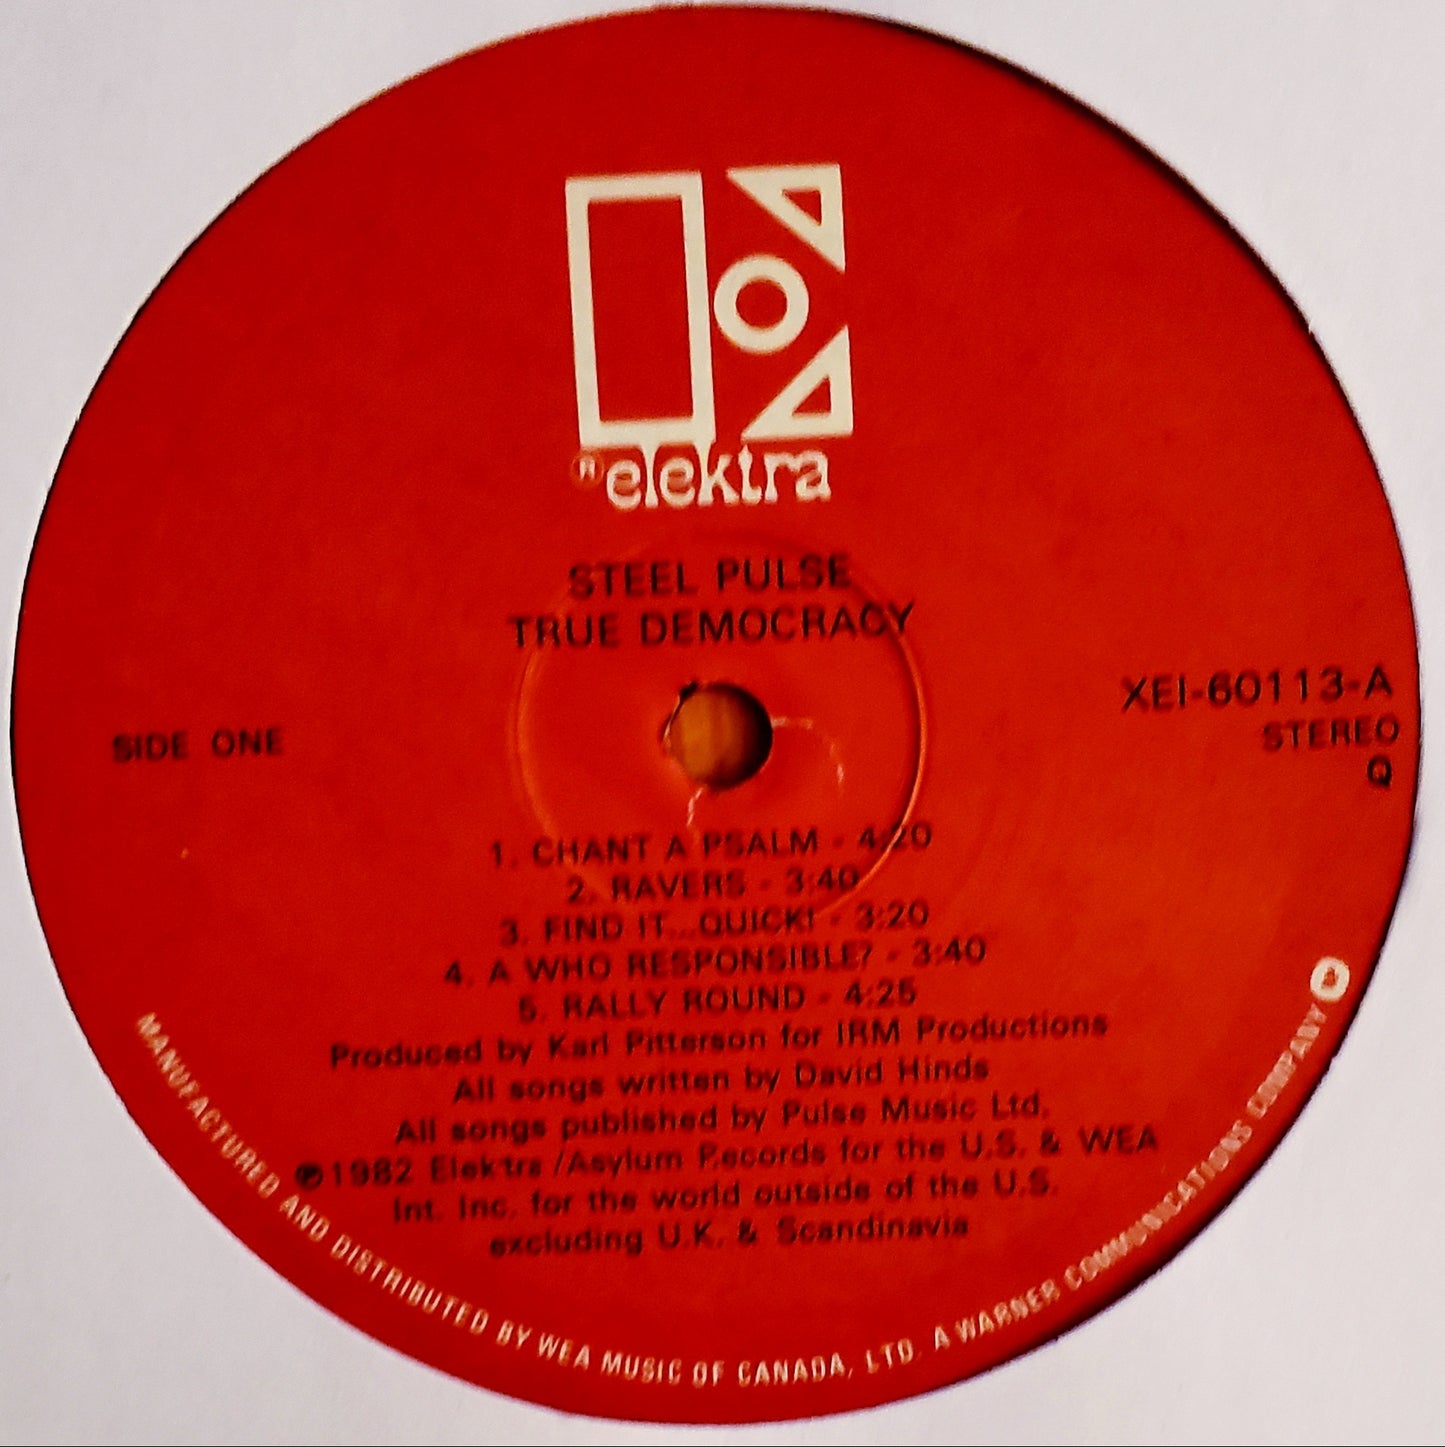 ® elektra
STEEL PULSE
TRUE DEMOCRACY
SIDE ONE
XEI-60113-A
STEREO
Q
1. CHANT A PSALM - 4:20
2. RAVERS - 3:40
3. FIND IT...QUICK! - 3:20
4. A WHO RESPONSIBLE? - 3:40
5. RALLY ROUND - 4:25
Produced by Karl Pitterson for IRM Productions
All songs written by David Hinds
All songs published by Pulse Music Ltd.
℗1982 Elektra/Asylum Records for the U.S. & WEA
Int. Inc. for the world outside of the U.S.
excluding U.K. & Scandinavia
MANUFACTURED AND DISTRIBUTED BY WEA MUSIC OF CANADA, LTD. A WARNER COMMUNICATIONS COMPANY